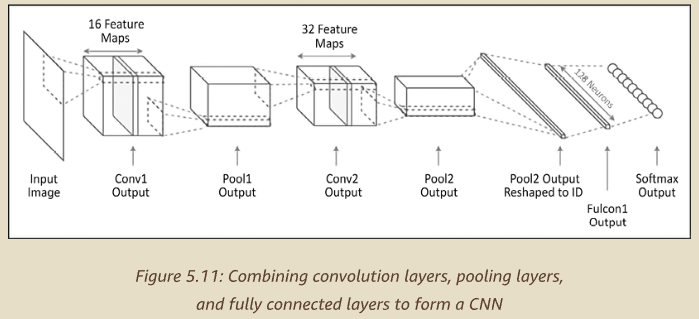 16 Feature
Maps
32 Feature
Maps
128 Neurons
Input
Image
Conv1
Output
Pool1
Output
Conv2
Output
Pool2
Output
Pool2 Output
Reshaped to ID
Fulcon1
Output
Softmax
Output
Figure 5.11: Combining convolution layers, pooling layers,
and fully connected layers to form a CNN